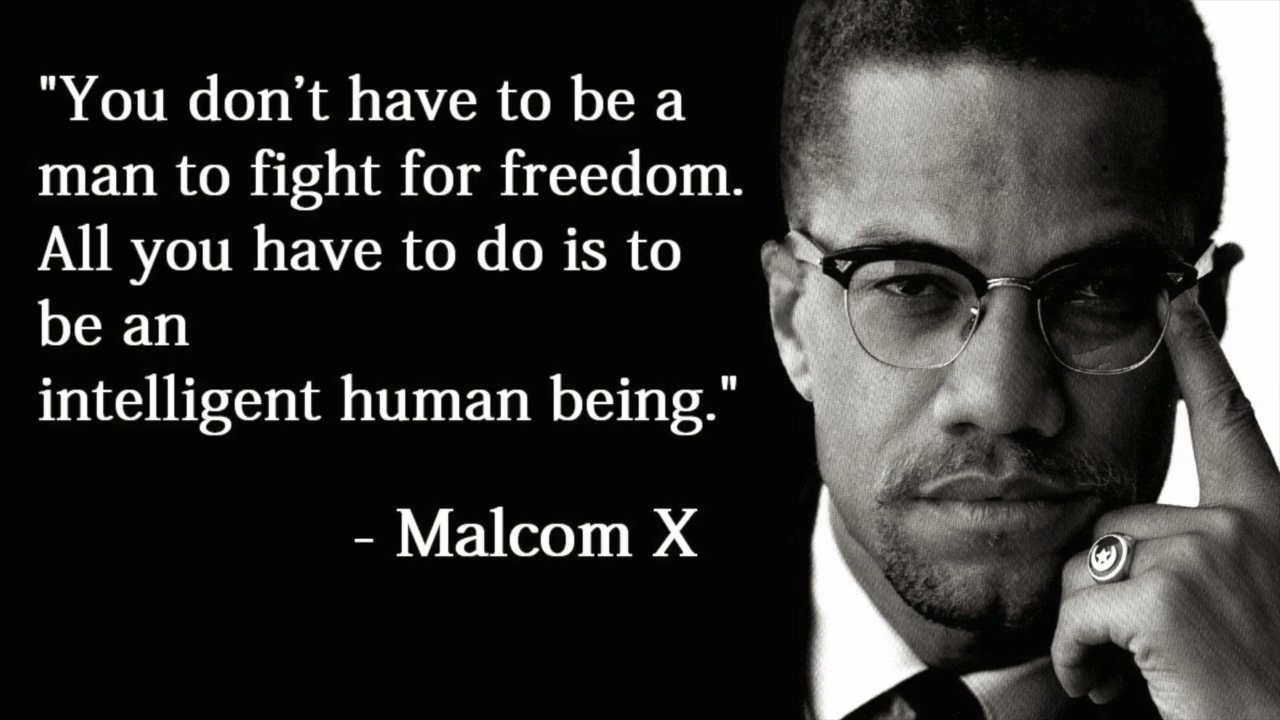 "You don’t have to be a
man to fight for freedom.
All you have to do is to
be an
intelligent human being."
- Malcom X